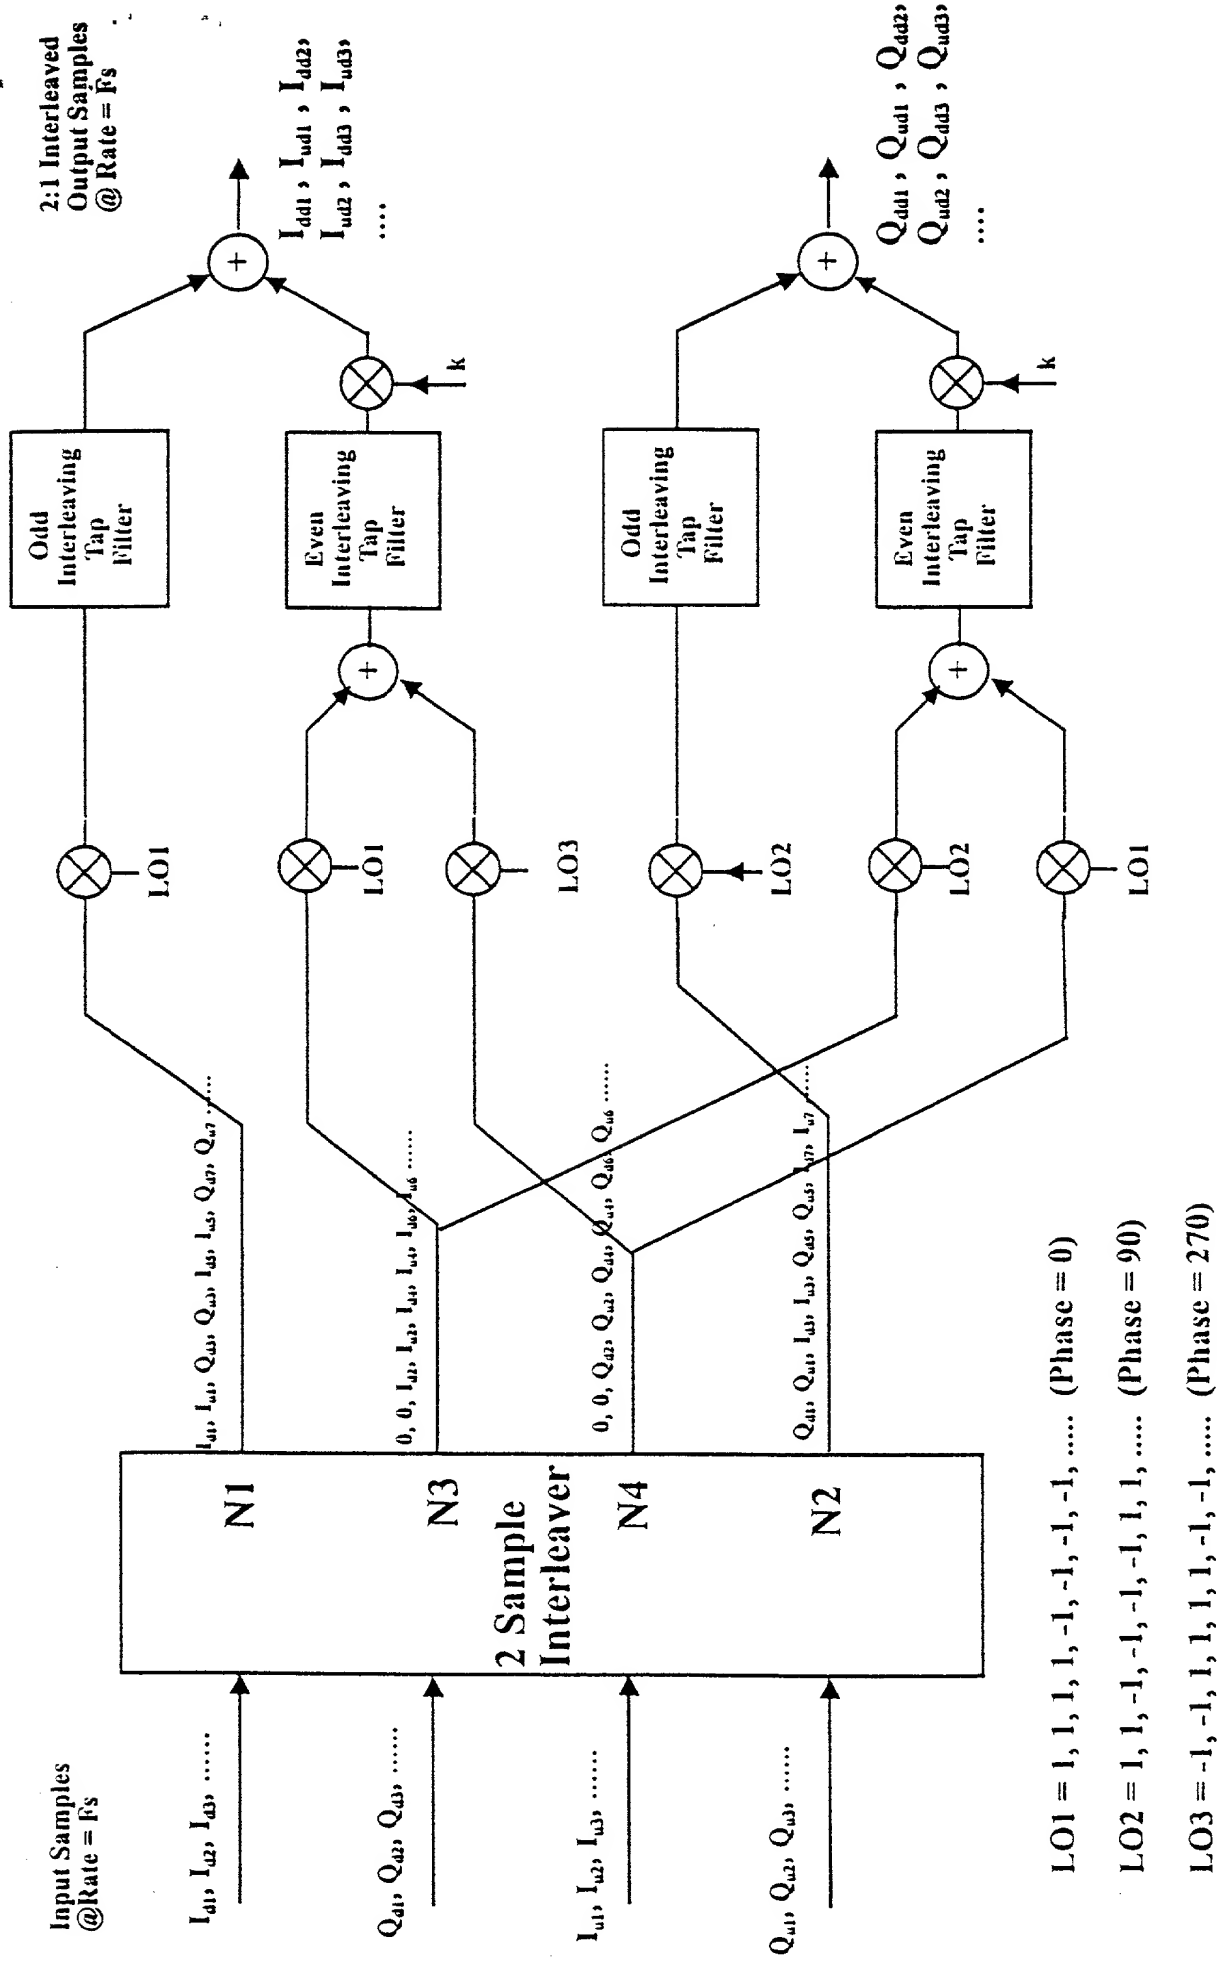 Input Samples
@Rate = Fs
I_d1, I_d2, I_d3, ......
Q_d1, Q_d2, Q_d3, ......
I_u1, I_u2, I_u3, ......
Q_u1, Q_u2, Q_u3, ......
2 Sample
Interleaver
N1
N3
N4
N2
I_d1, I_u1, Q_d3, Q_u3, I_d5, I_u5, Q_d7, Q_u7 ......
0, 0, I_d2, I_u2, I_d4, I_u4, I_d6, I_u6 ......
0, 0, Q_d2, Q_u2, Q_d4, Q_u4, Q_d6, Q_u6 ......
Q_d1, Q_u1, I_d3, I_u3, Q_d5, Q_u5, I_d7, I_u7 ......
LO1
LO1
LO3
LO2
LO2
LO1
+
+
Odd
Interleaving
Tap
Filter
Even
Interleaving
Tap
Filter
Odd
Interleaving
Tap
Filter
Even
Interleaving
Tap
Filter
k
k
+
+
2:1 Interleaved
Output Samples
@ Rate = Fs
I_dd1 , I_ud1 , I_dd2,
I_ud2 , I_dd3 , I_ud3,
....
Q_dd1 , Q_ud1 , Q_dd2,
Q_ud2 , Q_dd3 , Q_ud3,
....
LO1 = 1, 1, 1, 1, -1, -1, -1, -1, ..... (Phase = 0)
LO2 = 1, 1, -1, -1, -1, -1, 1, 1, ..... (Phase = 90)
LO3 = -1, -1, 1, 1, 1, 1, -1, -1, ..... (Phase = 270)